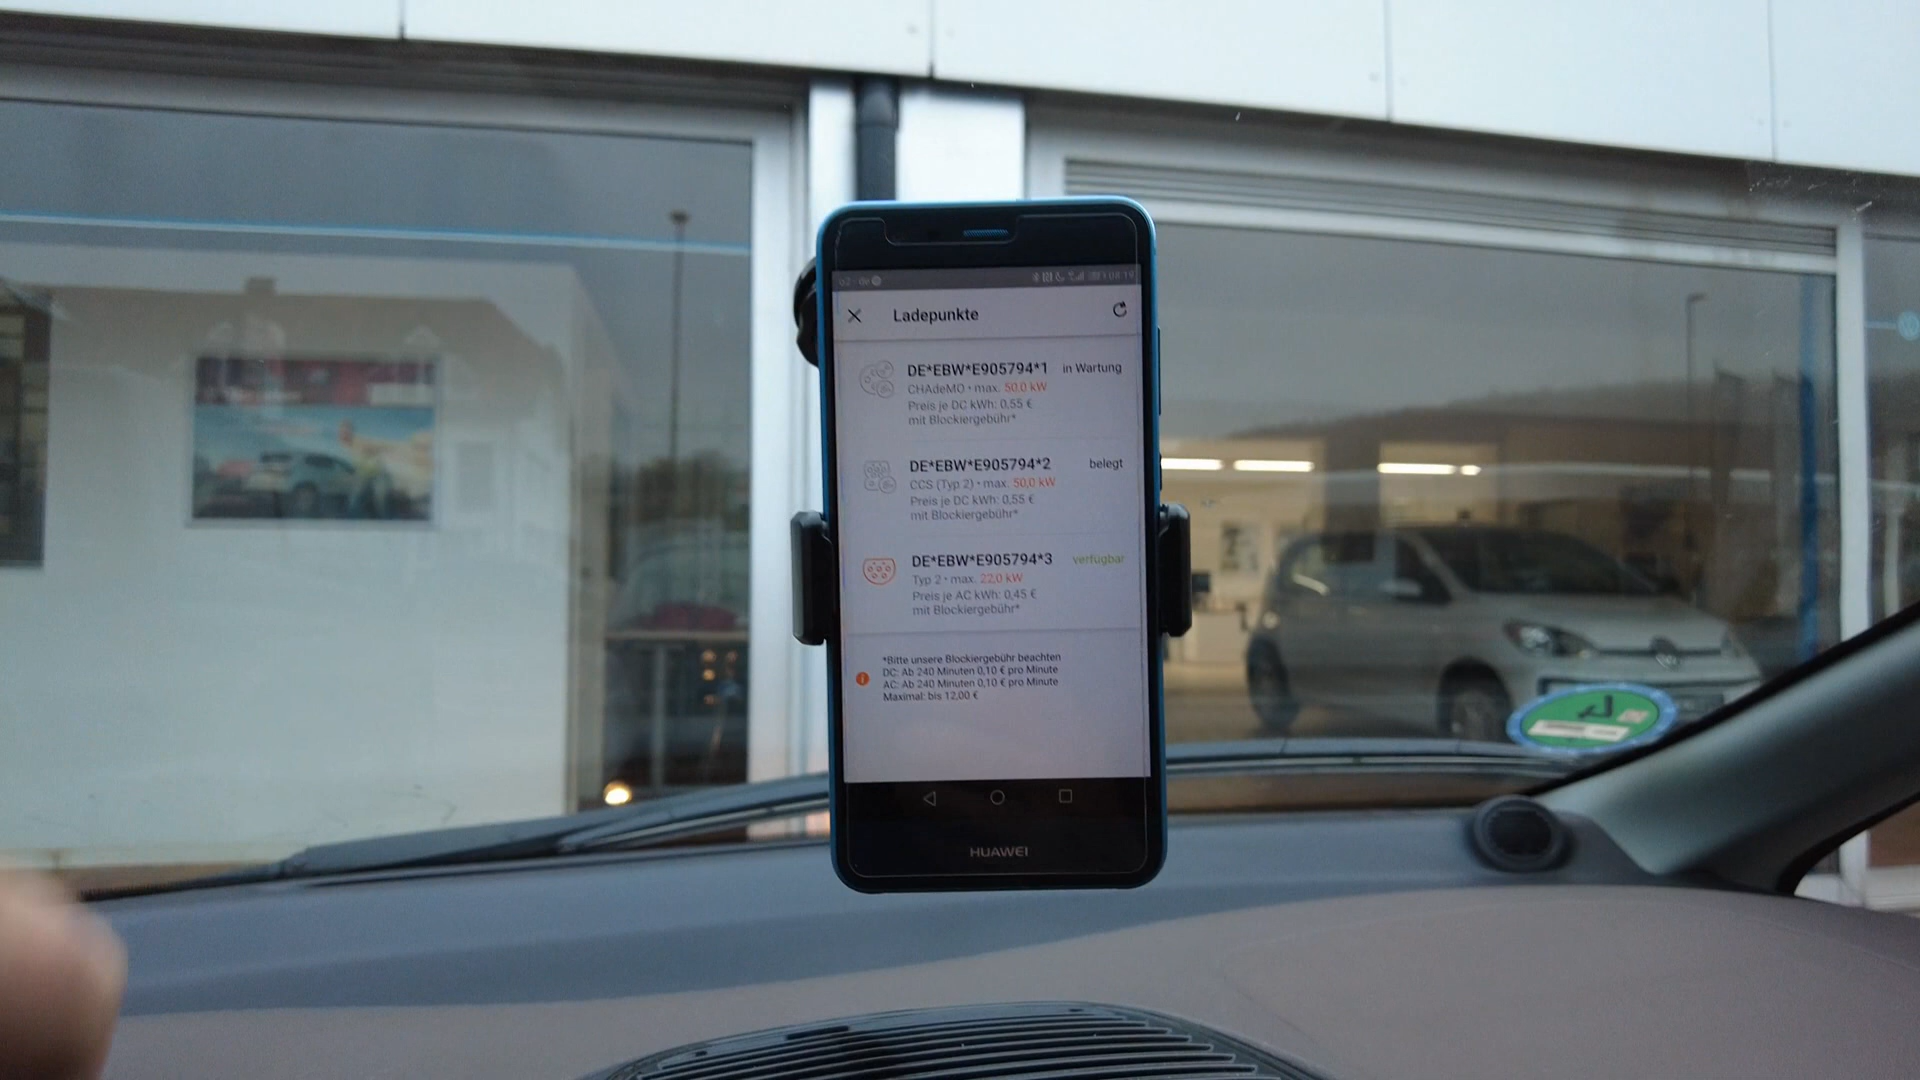 08:19
Ladepunkte
DE*EBW*E905794*1 in Wartung
CHAdeMO • max. 50,0 kW
Preis je DC kWh: 0,55 €
mit Blockiergebühr*
DE*EBW*E905794*2 belegt
CCS (Typ 2) • max. 50,0 kW
Preis je DC kWh: 0,55 €
mit Blockiergebühr*
DE*EBW*E905794*3 verfügbar
Typ 2 • max. 22,0 kW
Preis je AC kWh: 0,45 €
mit Blockiergebühr*
*Bitte unsere Blockiergebühr beachten
DC: Ab 240 Minuten 0,10 € pro Minute
AC: Ab 240 Minuten 0,10 € pro Minute
Maximal: bis 12,00 €
HUAWEI